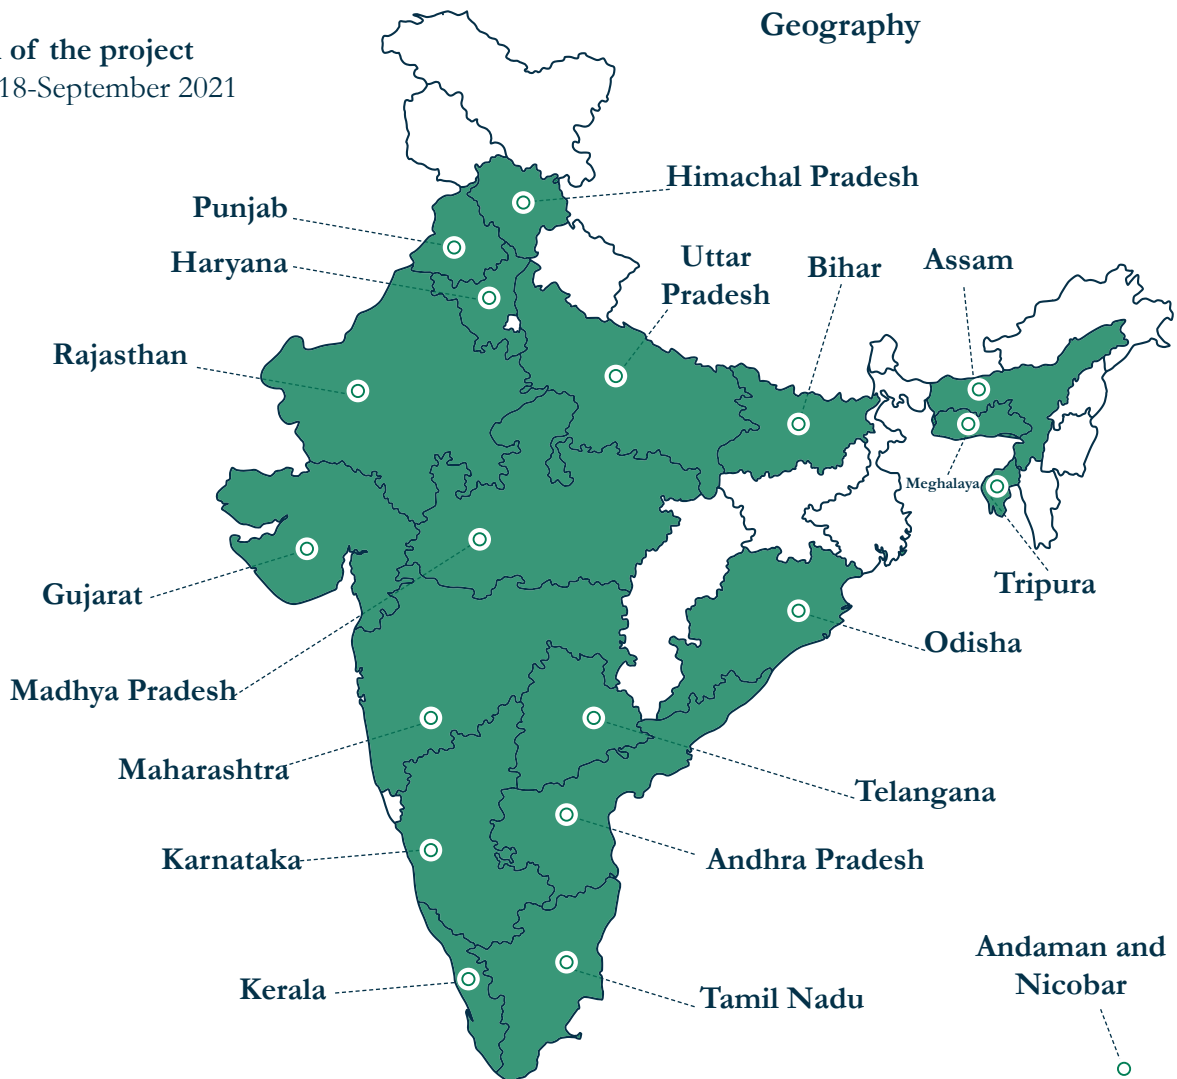 Geography
of the project
18-September 2021
Himachal Pradesh
Punjab
Haryana
Uttar
Pradesh
Bihar
Assam
Rajasthan
Meghalaya
Tripura
Gujarat
Odisha
Madhya Pradesh
Maharashtra
Telangana
Karnataka
Andhra Pradesh
Andaman and
Nicobar
Kerala
Tamil Nadu